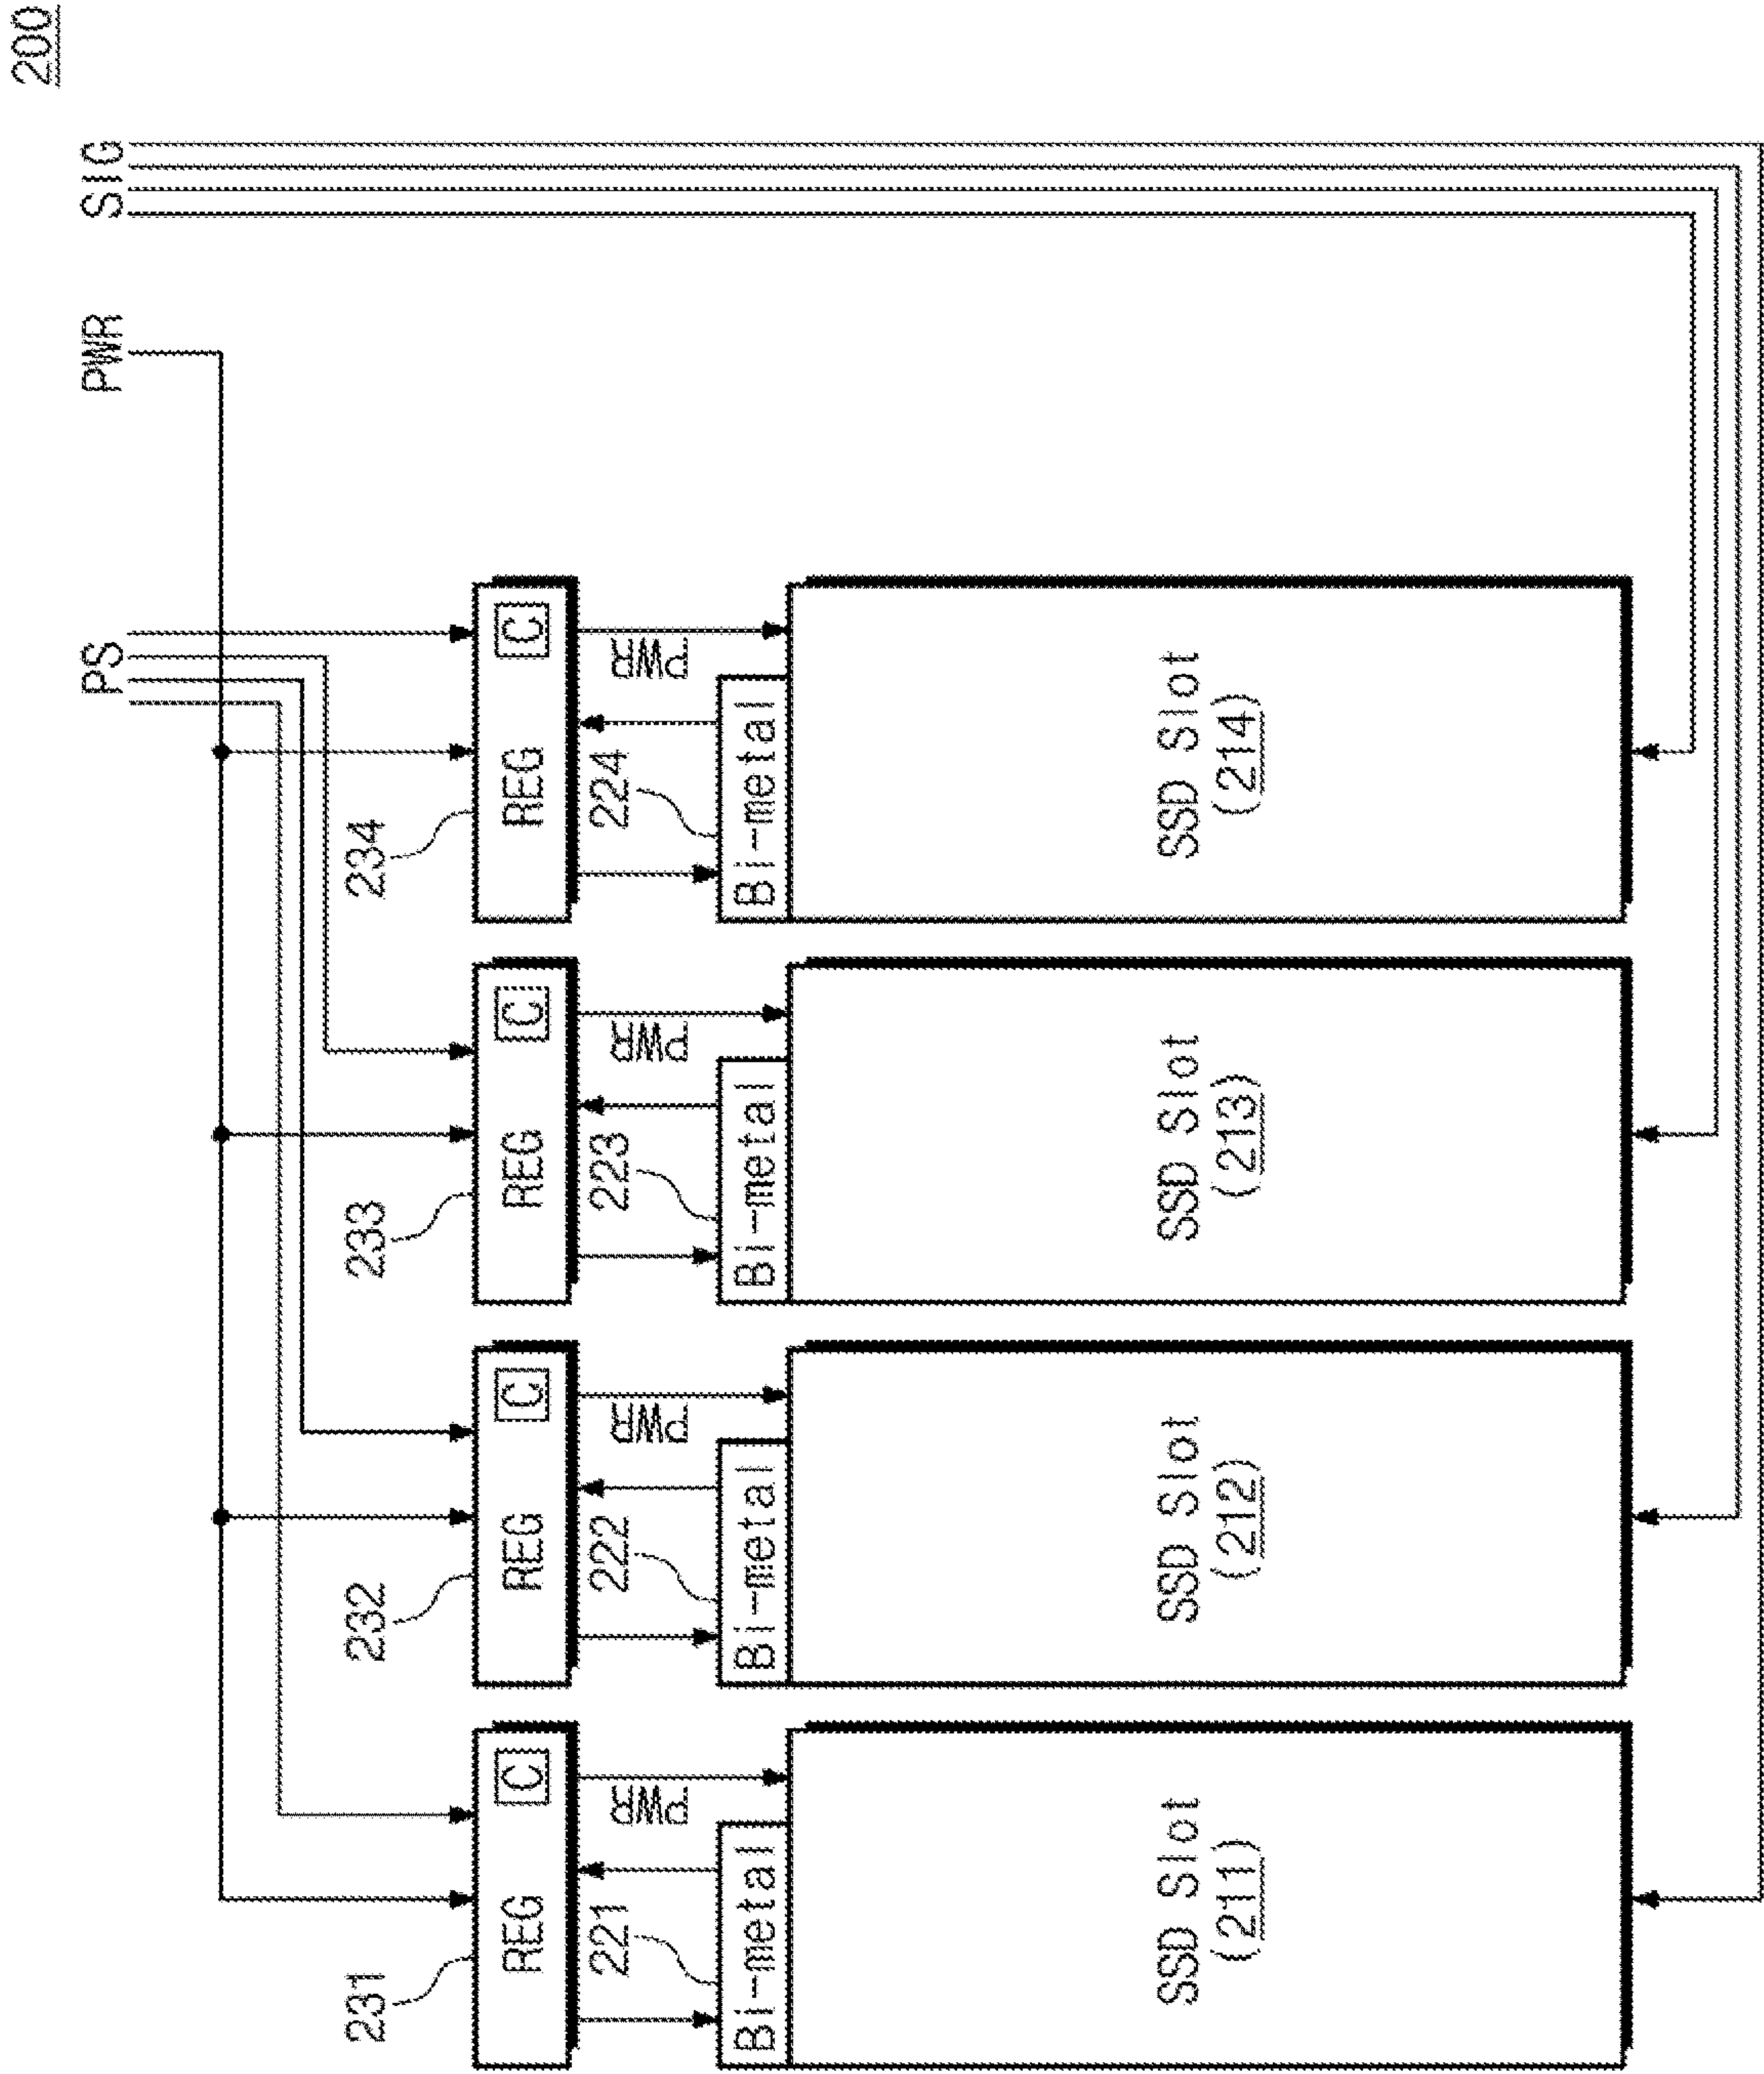 200
PS PWR SIG
231 232 233 234
REG C REG C REG C REG C
221 222 223 224
PWR PWR PWR PWR
Bi-metal Bi-metal Bi-metal Bi-metal
SSD Slot SSD Slot SSD Slot SSD Slot
(211) (212) (213) (214)